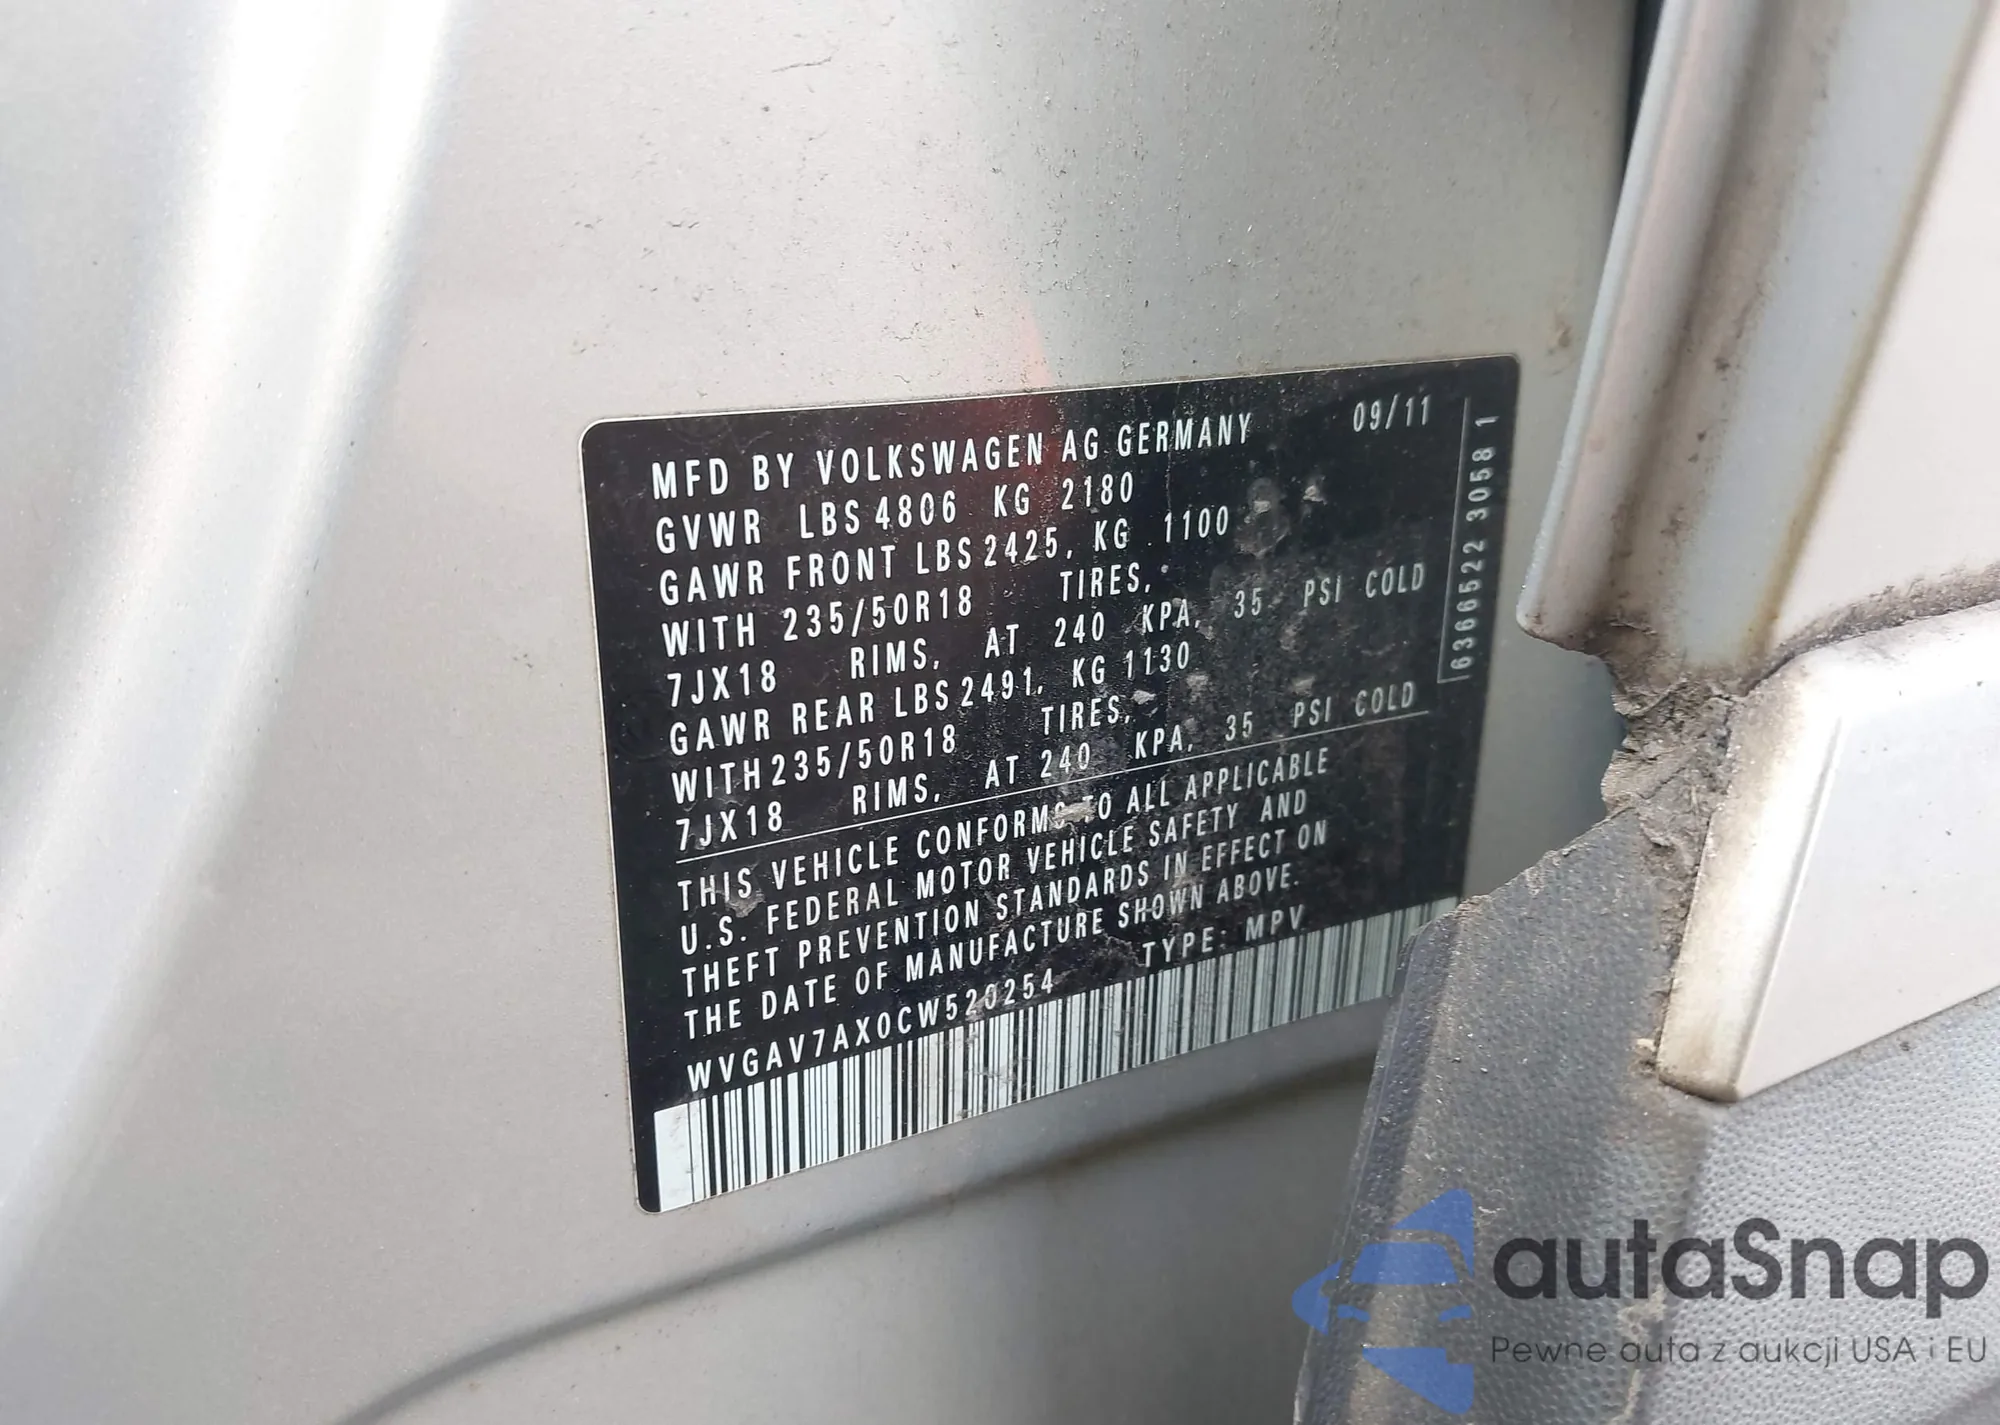 MFD BY VOLKSWAGEN AG GERMANY 09/11
GVWR LBS 4806 KG 2180
GAWR FRONT LBS 2425, KG 1100
WITH 235/50R18 TIRES,
7JX18 RIMS, AT 240 KPA, 35 PSI COLD
GAWR REAR LBS 2491, KG 1130
WITH 235/50R18 TIRES,
7JX18 RIMS, AT 240 KPA, 35 PSI COLD
THIS VEHICLE CONFORMS TO ALL APPLICABLE
U.S. FEDERAL MOTOR VEHICLE SAFETY AND
THEFT PREVENTION STANDARDS IN EFFECT ON
THE DATE OF MANUFACTURE SHOWN ABOVE.
WVGAV7AX0CW520254 TYPE: MPV
6366522 3058 1
autaSnap
Pewne auta z aukcji USA i EU